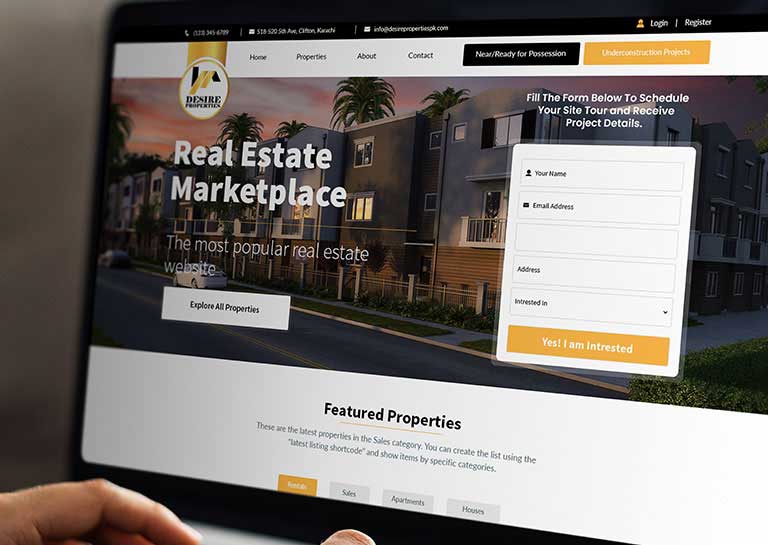 (123) 345-6789
518-520 5th Ave, Clifton, Karachi
info@desirepropertiespk.com
Login | Register
Home
Properties
About
Contact
Near/Ready for Possession
Underconstruction Projects
DESIRE
PROPERTIES
Real Estate
Marketplace
The most popular real estate
website
Explore All Properties
Fill The Form Below To Schedule
Your Site Tour and Receive
Project Details.
Your Name
Email Address
Address
Intrested In
Yes! I am Intrested
Featured Properties
These are the latest properties in the Sales category. You can create the list using the
"latest listing shortcode" and show items by specific categories.
Rentals
Sales
Apartments
Houses